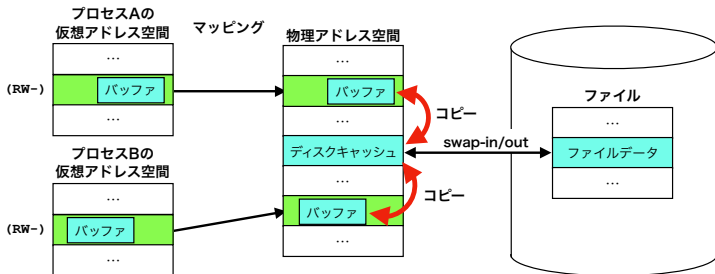 プロセスAの
仮想アドレス空間
…
(RW-)
バッファ
…
プロセスBの
仮想アドレス空間
…
(RW-)
バッファ
…
マッピング
物理アドレス空間
…
バッファ
…
ディスクキャッシュ
…
バッファ
…
コピー
コピー
swap-in/out
ファイル
…
ファイルデータ
…